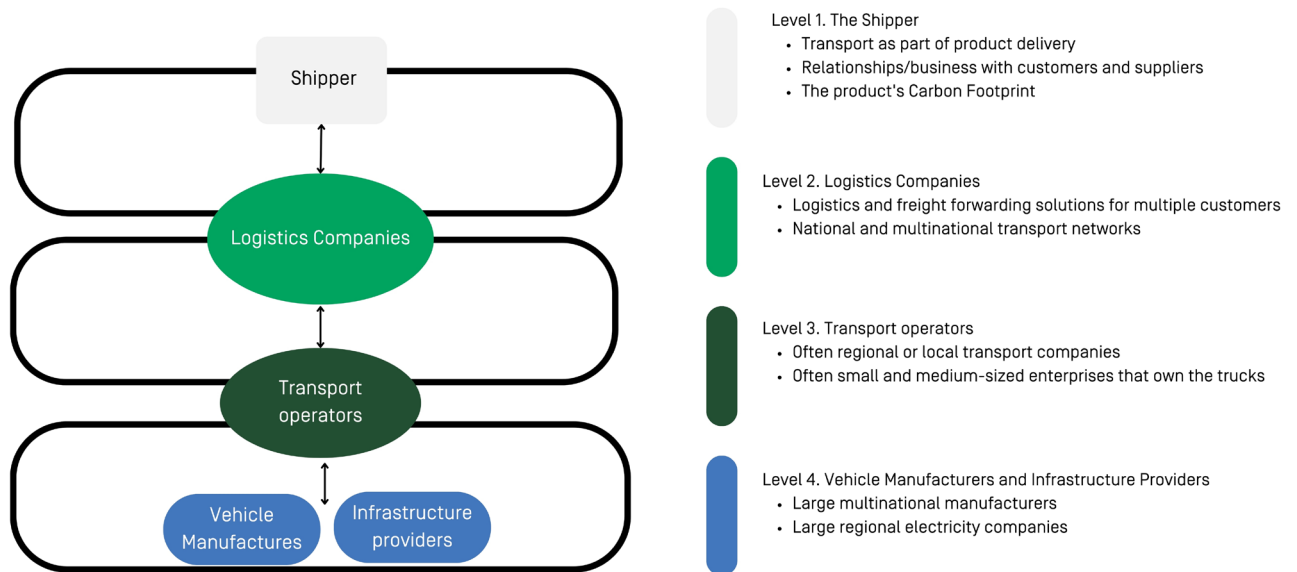 Shipper
Logistics Companies
Transport
operators
Vehicle
Manufactures
Infrastructure
providers
Level 1. The Shipper
• Transport as part of product delivery
• Relationships/business with customers and suppliers
• The product's Carbon Footprint
Level 2. Logistics Companies
• Logistics and freight forwarding solutions for multiple customers
• National and multinational transport networks
Level 3. Transport operators
• Often regional or local transport companies
• Often small and medium-sized enterprises that own the trucks
Level 4. Vehicle Manufacturers and Infrastructure Providers
• Large multinational manufacturers
• Large regional electricity companies